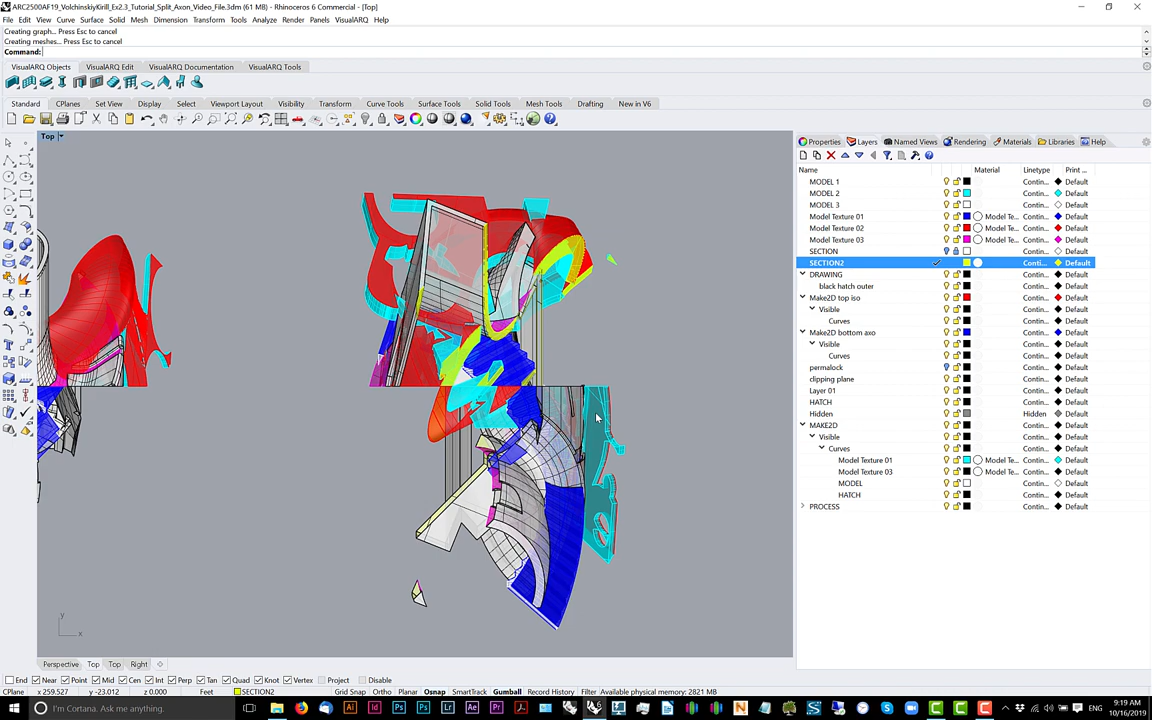 ARC2500AF19_VolchinskiyKirill_Ex2.3_Tutorial_Split_Axon_Video_File.3dm (61 MB) - Rhinoceros 6 Commercial - [Top]
File Edit View Curve Surface Solid Mesh Dimension Transform Tools Analyze Render Panels VisualARQ Help
Creating graph... Press Esc to cancel
Creating meshes... Press Esc to cancel
Command:
VisualARQ Objects VisualARQ Edit VisualARQ Documentation VisualARQ Tools
Standard CPlanes Set View Display Select Viewport Layout Visibility Transform Curve Tools Surface Tools Solid Tools Mesh Tools Drafting New in V6
Top
Properties Layers Named Views Rendering Materials Libraries Help
Name Material Linetype Print ...
MODEL 1 Contin... Default
MODEL 2 Contin... Default
MODEL 3 Contin... Default
Model Texture 01 Model Te... Contin... Default
Model Texture 02 Model Te... Contin... Default
Model Texture 03 Model Te... Contin... Default
SECTION Contin... Default
SECTION2 Contin... Default
DRAWING Contin... Default
black hatch outer Contin... Default
Make2D top iso Contin... Default
Visible Contin... Default
Curves Contin... Default
Make2D bottom axo Contin... Default
Visible Contin... Default
Curves Contin... Default
permalock Contin... Default
clipping plane Contin... Default
Layer 01 Contin... Default
HATCH Contin... Default
Hidden Hidden Default
MAKE2D Contin... Default
Visible Contin... Default
Curves Contin... Default
Model Texture 01 Model Te... Contin... Default
Model Texture 03 Model Te... Contin... Default
MODEL Contin... Default
HATCH Contin... Default
PROCESS Contin... Default
y
x
Perspective Top Top Right
End Near Point Mid Cen Int Perp Tan Quad Knot Vertex Project Disable
CPlane x 259.527 y -23.012 z 0.000 Feet SECTION2 Grid Snap Ortho Planar Osnap SmartTrack Gumball Record History Filter Available physical memory: 2821 MB
I'm Cortana. Ask me anything.
ENG
9:19 AM
10/16/2019